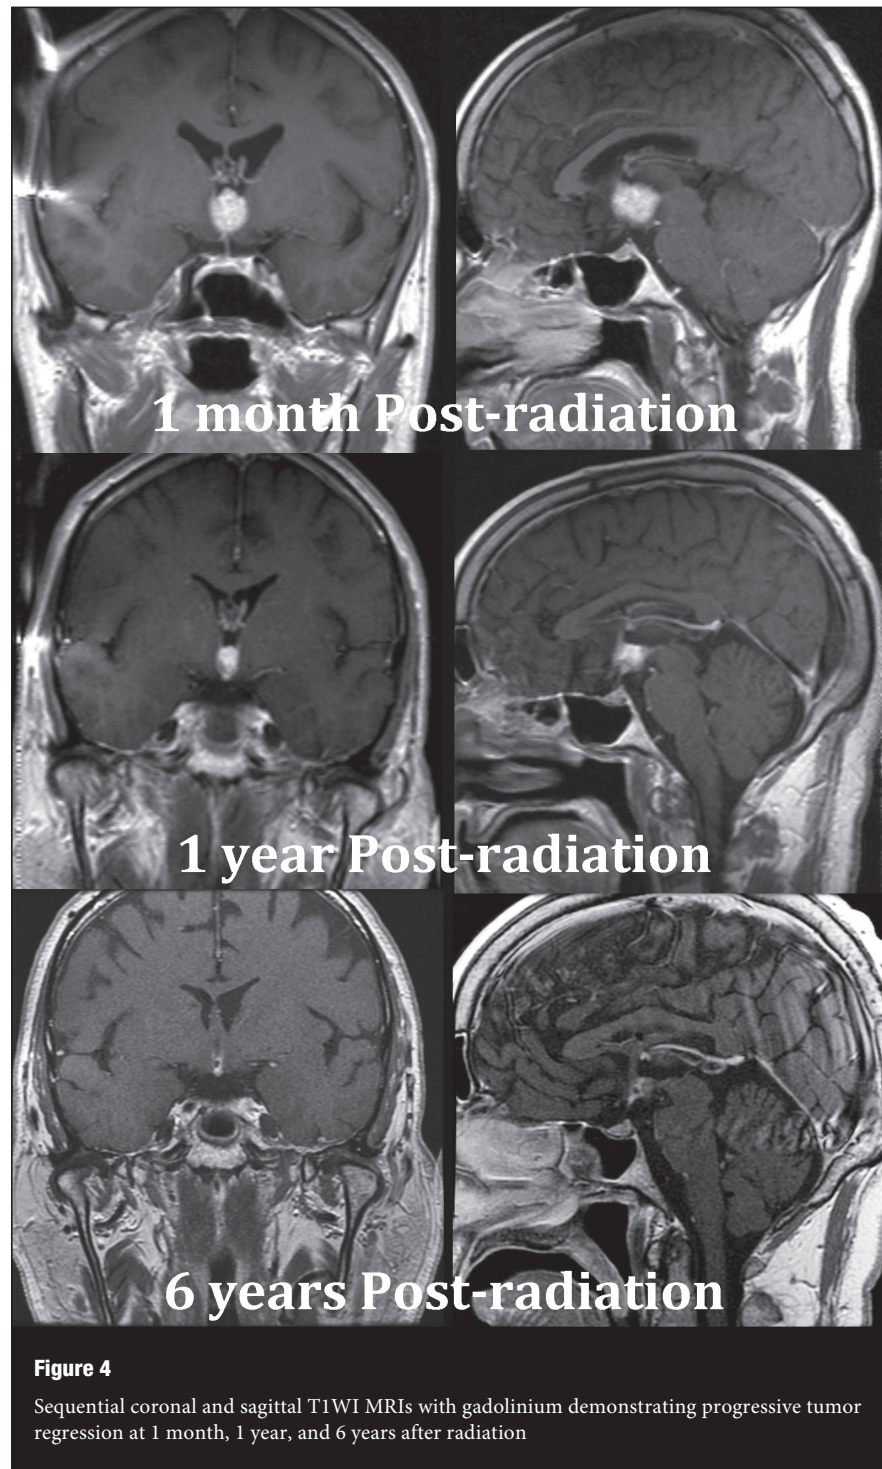 1 month Post-radiation
1 year Post-radiation
6 years Post-radiation
Figure 4
Sequential coronal and sagittal T1WI MRIs with gadolinium demonstrating progressive tumor
regression at 1 month, 1 year, and 6 years after radiation